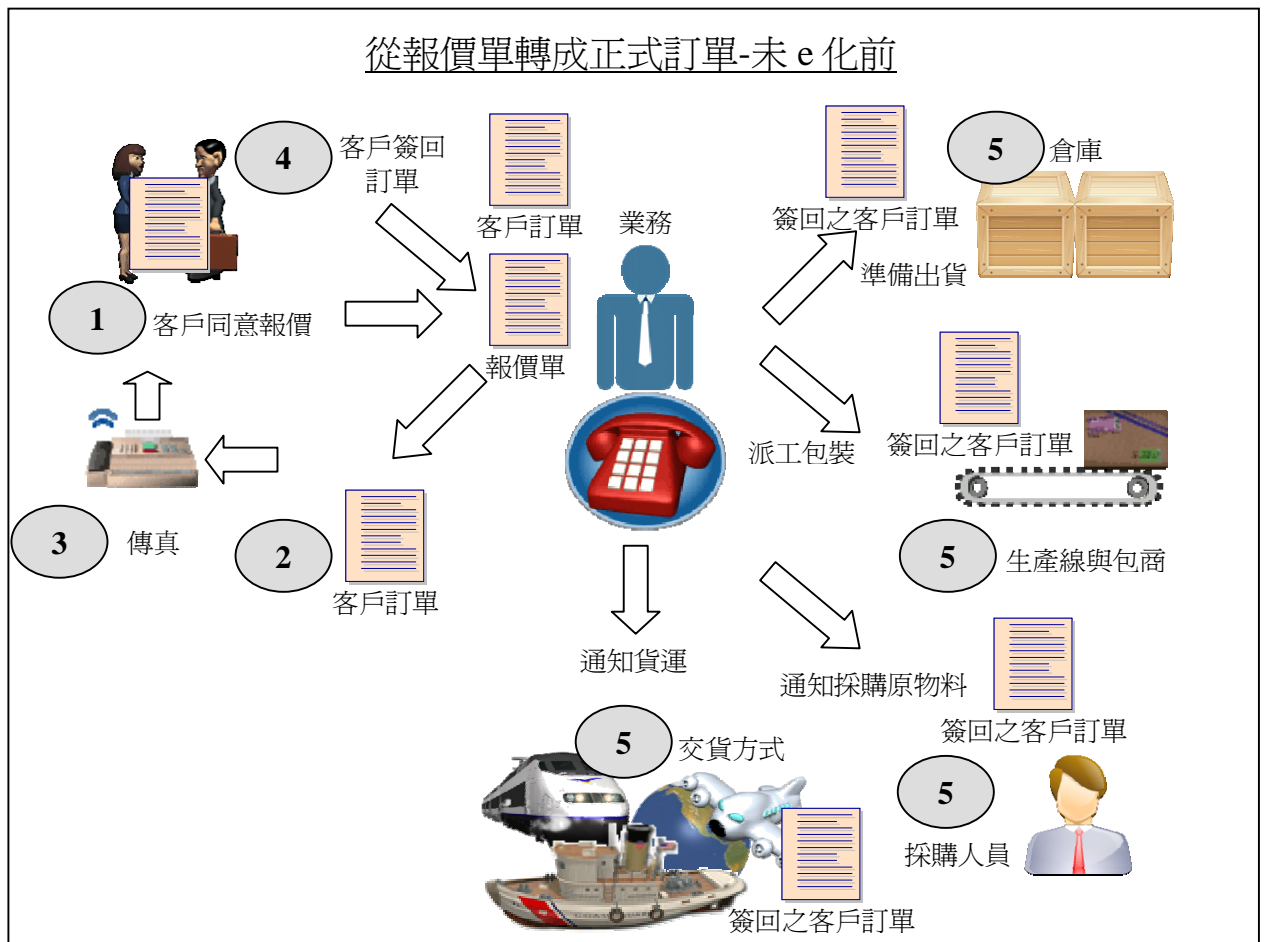 從報價單轉成正式訂單-未 e 化前
4
客戶簽回
訂單
客戶訂單
業務
簽回之客戶訂單
5
倉庫
準備出貨
1
客戶同意報價
報價單
派工包裝
簽回之客戶訂單
3
傳真
2
客戶訂單
5
生產線與包商
通知貨運
通知採購原物料
簽回之客戶訂單
5
交貨方式
5
採購人員
簽回之客戶訂單